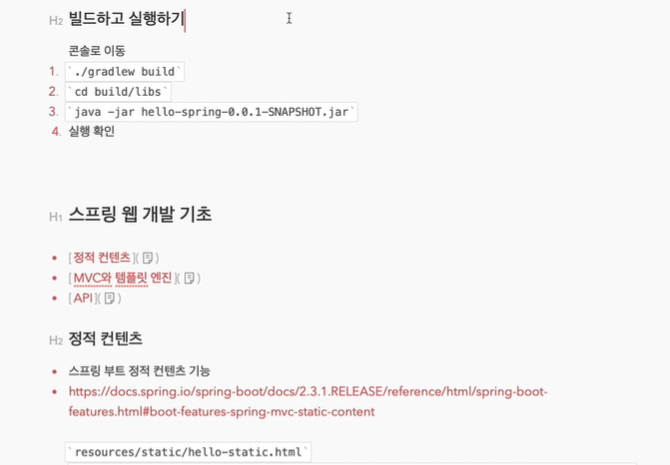 H2 빌드하고 실행하기
콘솔로 이동
1. `./gradlew build`
2. `cd build/libs`
3. `java -jar hello-spring-0.0.1-SNAPSHOT.jar`
4. 실행 확인
H1 스프링 웹 개발 기초
• [정적 컨텐츠]( )
• [MVC와 템플릿 엔진]( )
• [API]( )
H2 정적 컨텐츠
• 스프링 부트 정적 컨텐츠 기능
• https://docs.spring.io/spring-boot/docs/2.3.1.RELEASE/reference/html/spring-boot-
features.html#boot-features-spring-mvc-static-content
`resources/static/hello-static.html`